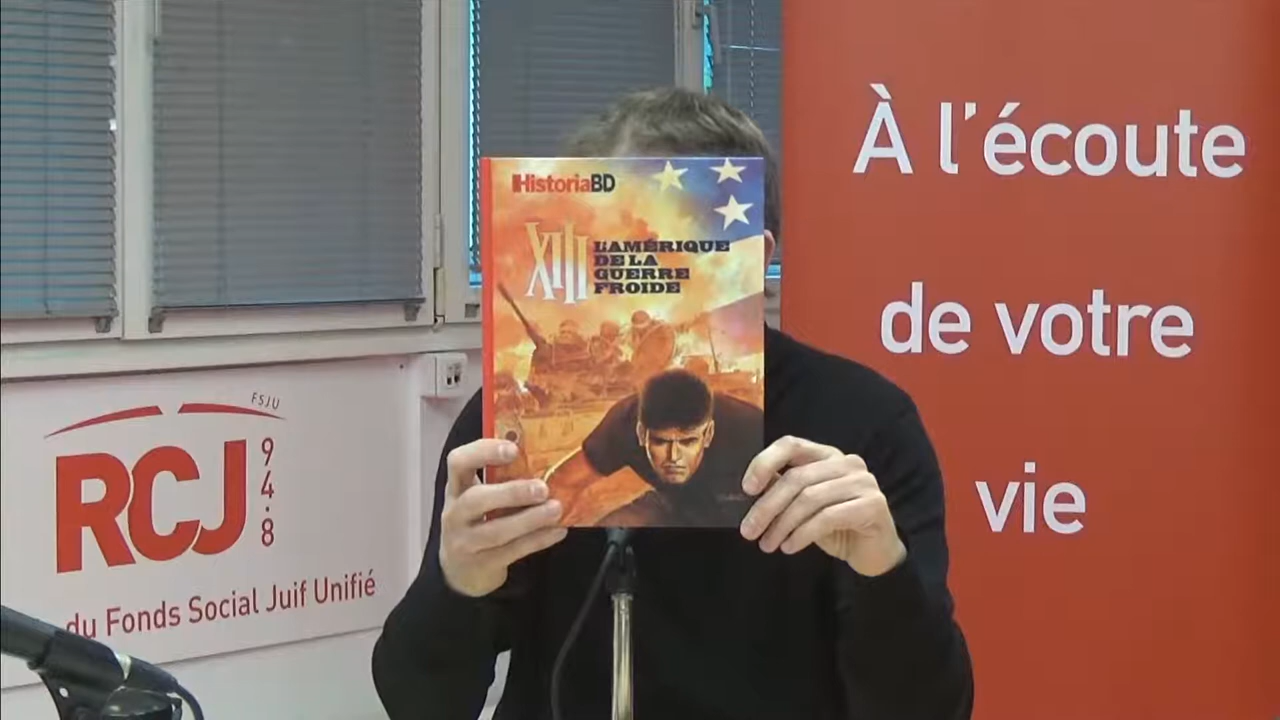 HistoriaBD
XIII
L'AMÉRIQUE
DE LA
GUERRE
FROIDE
À l'écoute
de votre
vie
FSJU
RCJ
94.8
du Fonds Social Juif Unifié